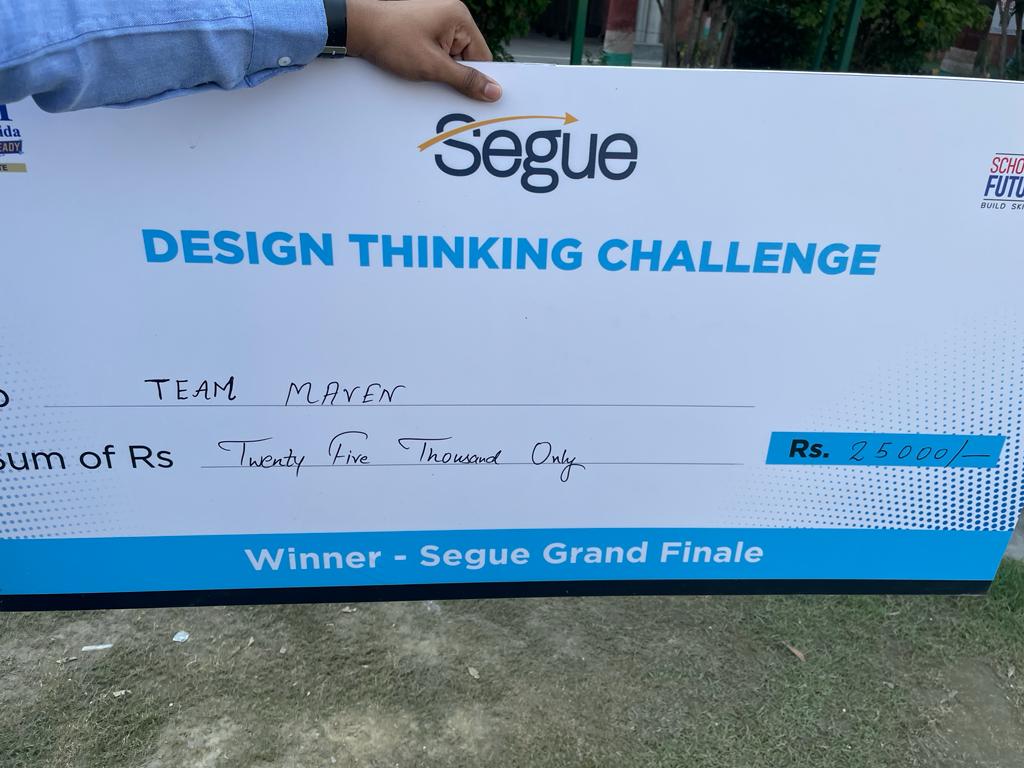 Segue
ida
EADY
TE
SCHO
FUTU
BUILD SKI
DESIGN THINKING CHALLENGE
TEAM MAVEN
sum of Rs Twenty Five Thousand Only Rs. 25000/-
Winner - Segue Grand Finale